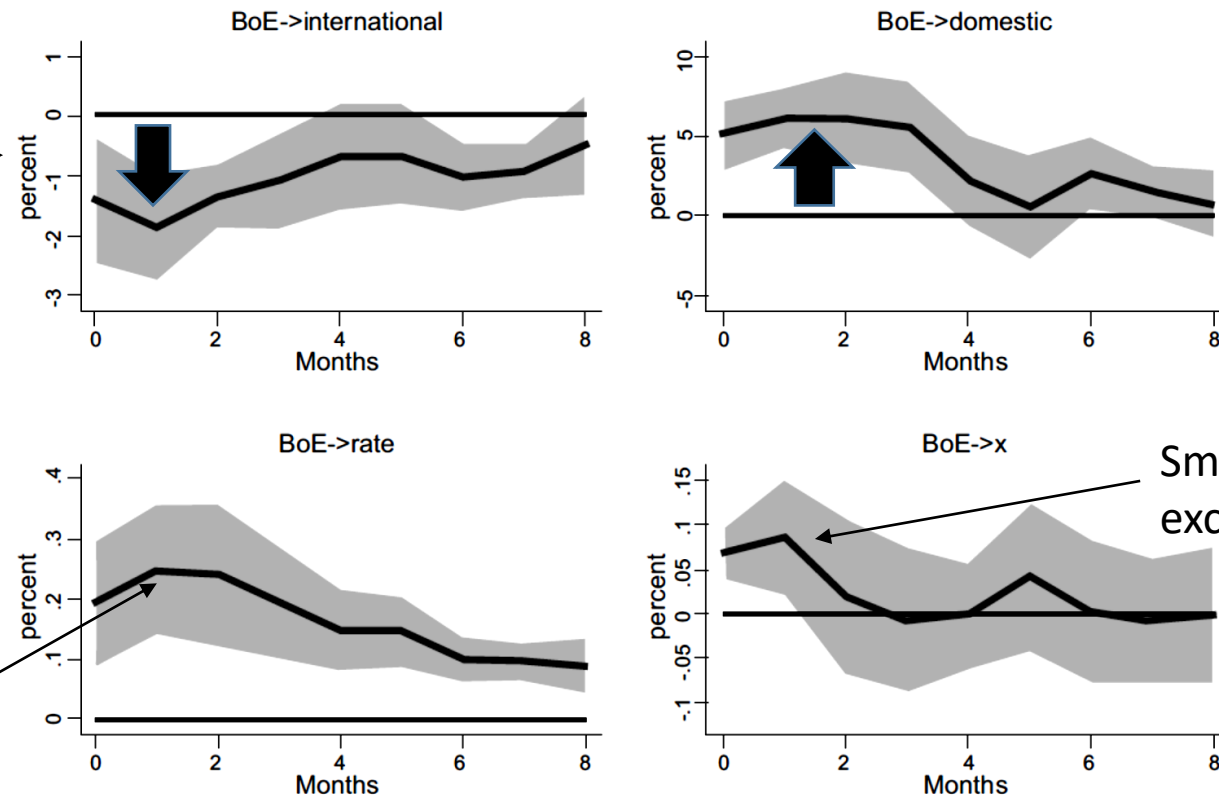 BoE->international
percent
1
0
-1
-2
-3
0 2 4 6 8
Months
BoE->domestic
percent
10
5
0
-5
0 2 4 6 8
Months
BoE->rate
percent
.4
.3
.2
.1
0
0 2 4 6 8
Months
BoE->x
percent
.15
.1
.05
0
-.05
-.1
0 2 4 6 8
Months